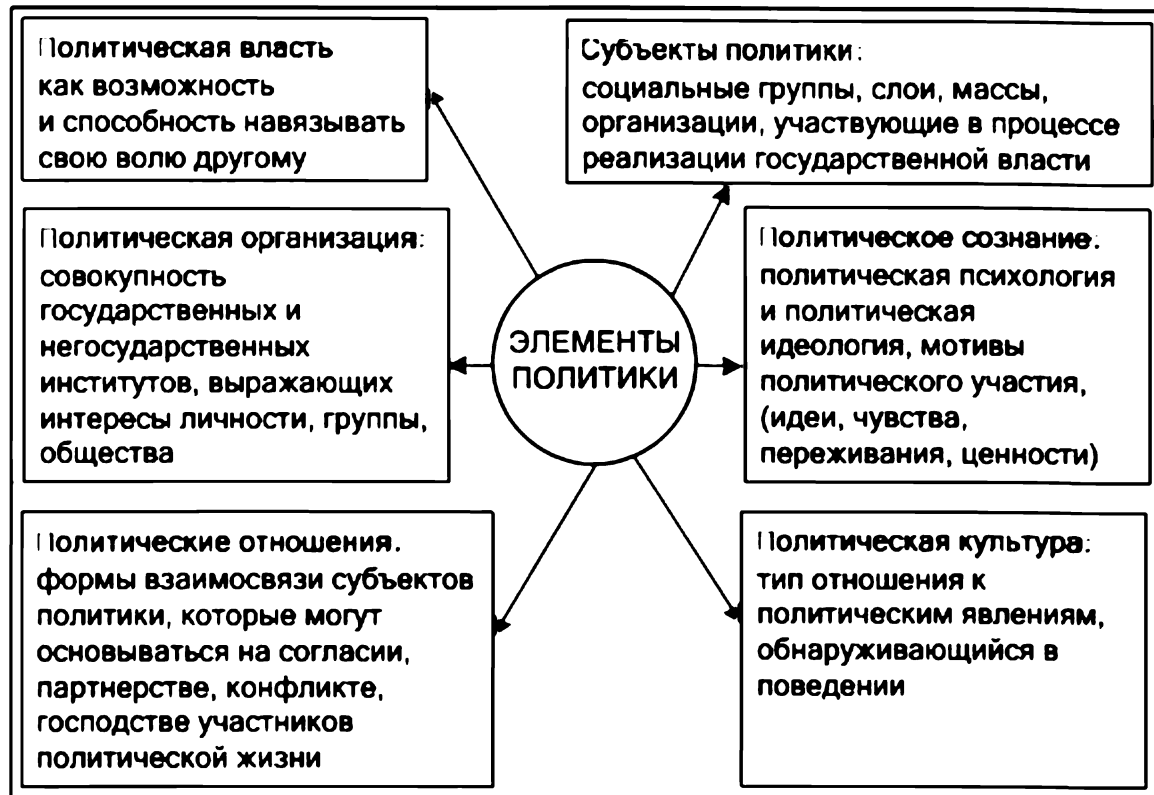 Политическая власть
как возможность
и способность навязывать
свою волю другому
Субъекты политики:
социальные группы, слои, массы,
организации, участвующие в процессе
реализации государственной власти
Политическая организация:
совокупность
государственных и
негосударственных
институтов, выражающих
интересы личности, группы,
общества
ЭЛЕМЕНТЫ
ПОЛИТИКИ
Политическое сознание.
политическая психология
и политическая
идеология, мотивы
политического участия,
(идеи, чувства,
переживания, ценности)
Политические отношения.
формы взаимосвязи субъектов
политики, которые могут
основываться на согласии,
партнерстве, конфликте,
господстве участников
политической жизни
Политическая культура:
тип отношения к
политическим явлениям,
обнаруживающийся в
поведении